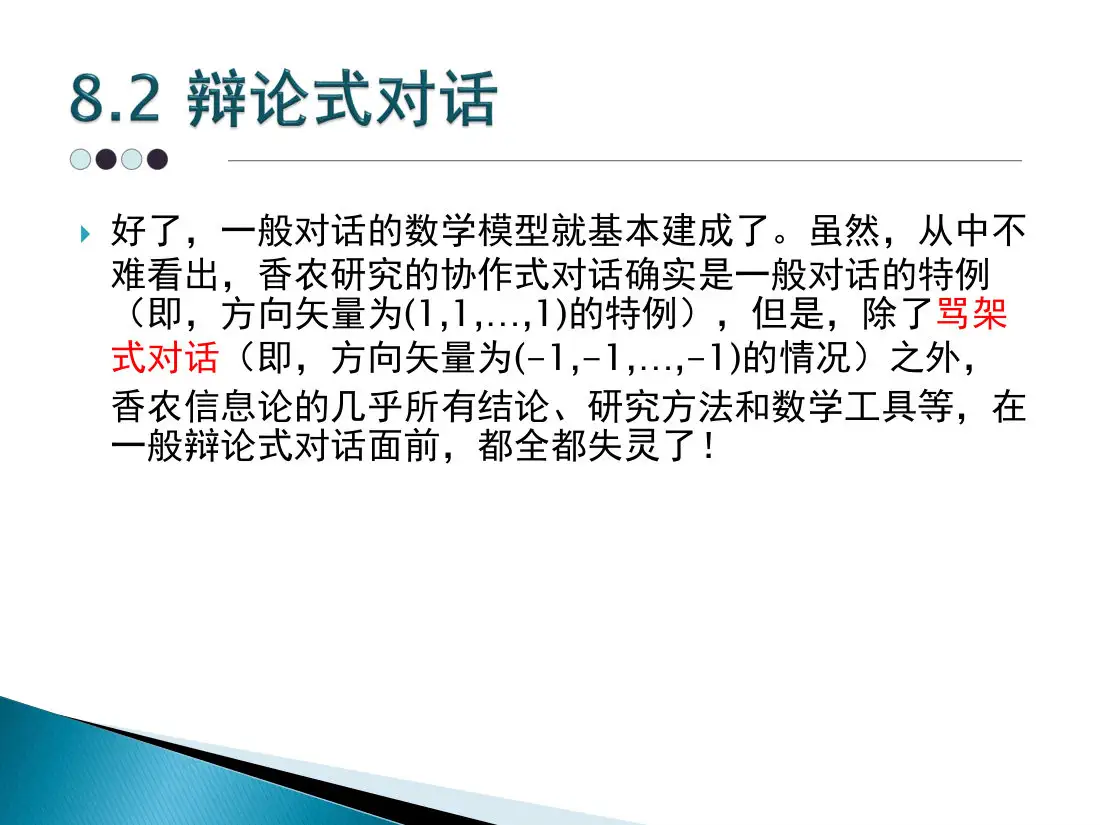 8.2 辩论式对话
好了，一般对话的数学模型就基本建成了。虽然，从中不
难看出，香农研究的协作式对话确实是一般对话的特例
（即，方向矢量为(1,1,…,1)的特例），但是，除了骂架
式对话（即，方向矢量为(-1,-1,…,-1)的情况）之外，
香农信息论的几乎所有结论、研究方法和数学工具等，在
一般辩论式对话面前，都全都失灵了！